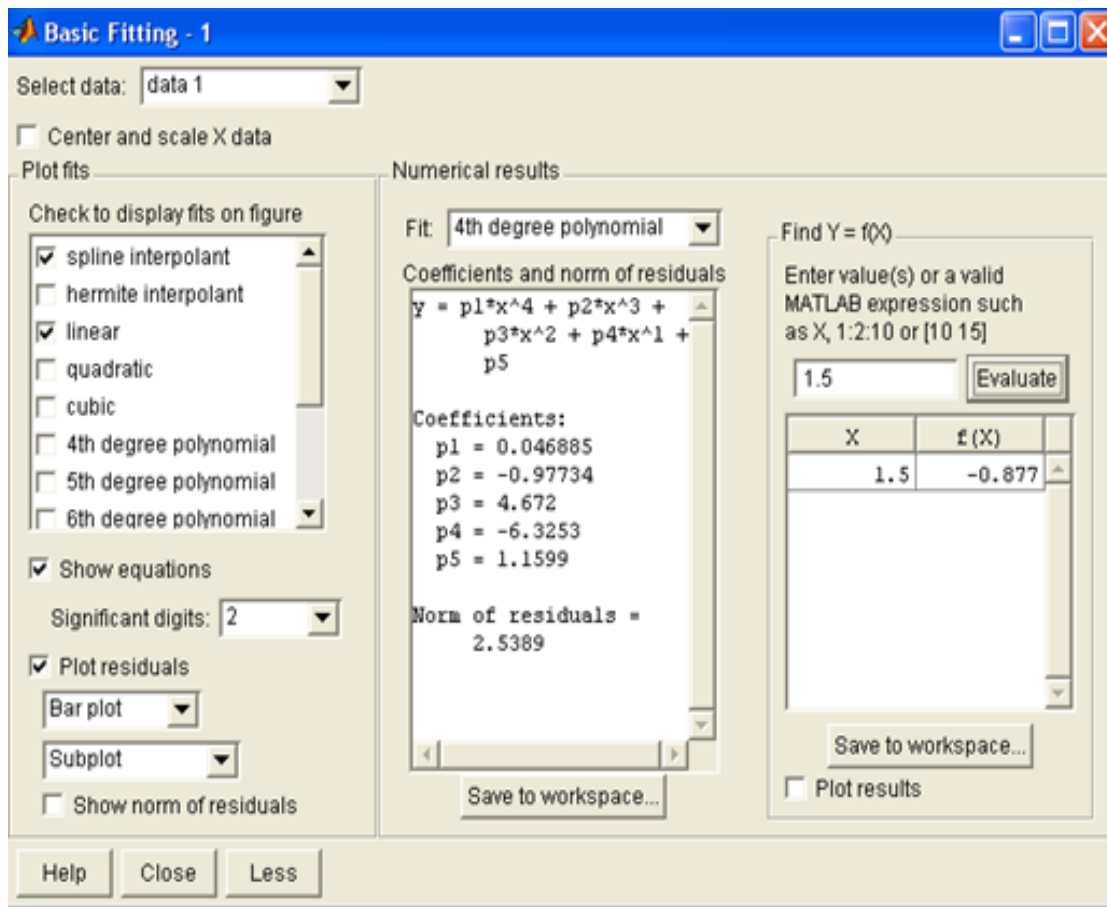 Basic Fitting - 1
Select data: data 1
Center and scale X data
Plot fits
Check to display fits on figure
spline interpolant
hermite interpolant
linear
quadratic
cubic
4th degree polynomial
5th degree polynomial
6th degree polynomial
Show equations
Significant digits: 2
Plot residuals
Bar plot
Subplot
Show norm of residuals
Numerical results
Fit: 4th degree polynomial
Coefficients and norm of residuals
y = p1*x^4 + p2*x^3 +
p3*x^2 + p4*x^1 +
p5
Coefficients:
p1 = 0.046885
p2 = -0.97734
p3 = 4.672
p4 = -6.3253
p5 = 1.1599
Norm of residuals =
2.5389
Save to workspace...
Find Y = f(X)
Enter value(s) or a valid
MATLAB expression such
as X, 1:2:10 or [10 15]
1.5 Evaluate
X f(X)
1.5 -0.877
Save to workspace...
Plot results
Help Close Less